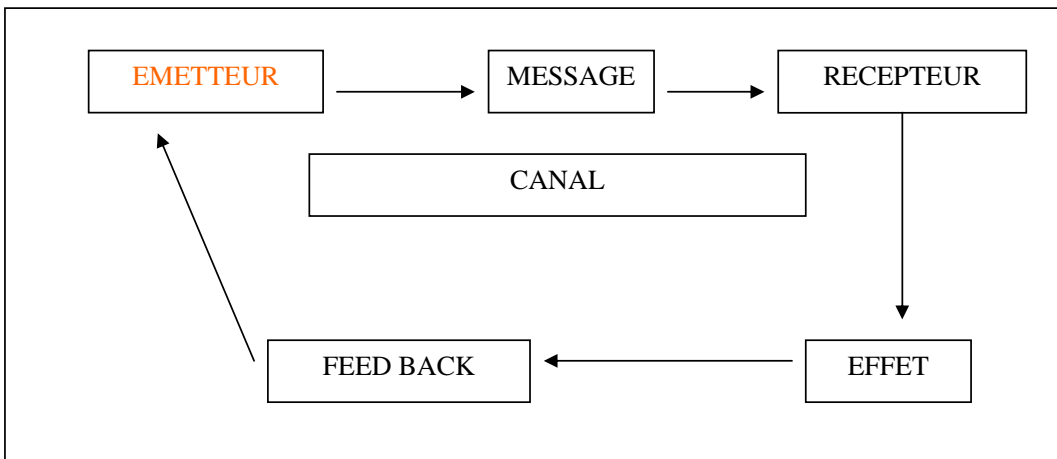 EMETTEUR
MESSAGE
RECEPTEUR
CANAL
FEED BACK
EFFET